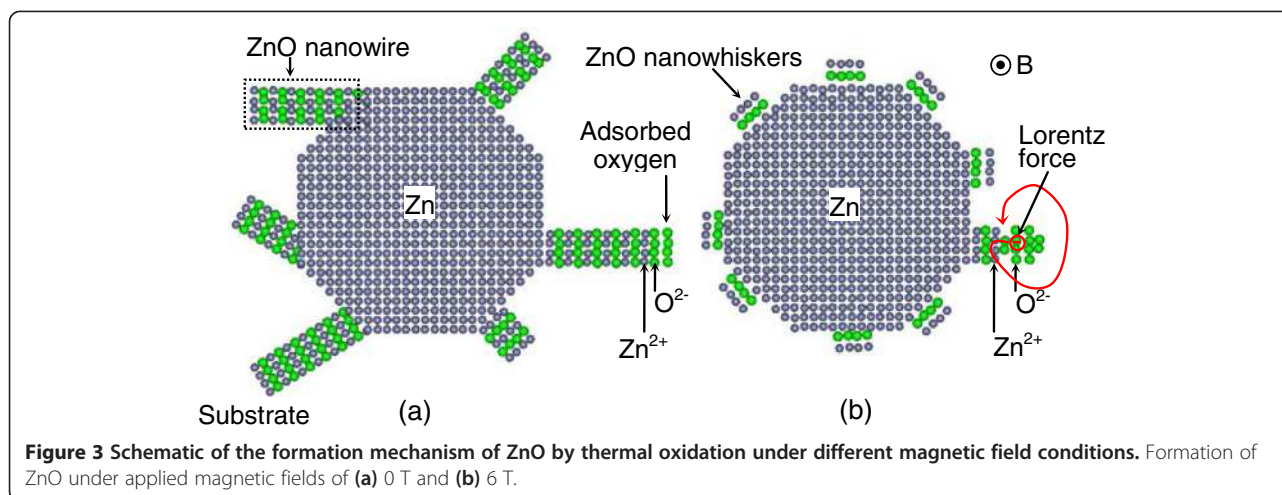 ZnO nanowire
ZnO nanowhiskers
B
Lorentz
force
Adsorbed
oxygen
Zn
Zn
O2-
Zn2+
O2-
Zn2+
Substrate
(a)
(b)
Figure 3 Schematic of the formation mechanism of ZnO by thermal oxidation under different magnetic field conditions. Formation of
ZnO under applied magnetic fields of (a) 0 T and (b) 6 T.